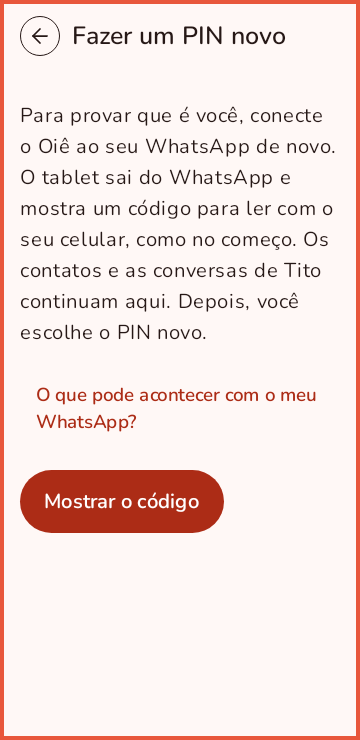 Fazer um PIN novo
Para provar que é você, conecte
o Oiê ao seu WhatsApp de novo.
O tablet sai do WhatsApp e
mostra um código para ler com o
seu celular, como no começo. Os
contatos e as conversas de Tito
continuam aqui. Depois, você
escolhe o PIN novo.
O que pode acontecer com o meu
WhatsApp?
Mostrar o código